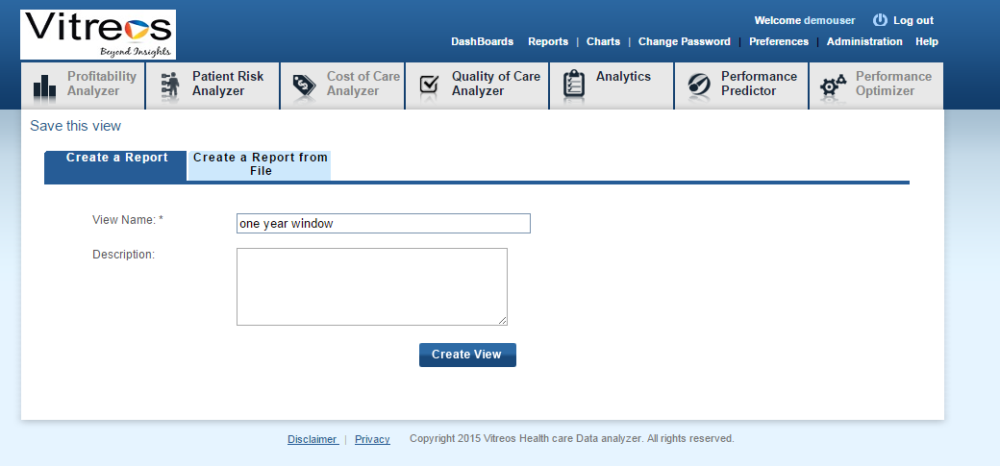 Vitreos
Beyond Insights
Welcome demouser Log out
DashBoards Reports | Charts | Change Password | Preferences | Administration Help
Profitability Analyzer
Patient Risk Analyzer
Cost of Care Analyzer
Quality of Care Analyzer
Analytics
Performance Predictor
Performance Optimizer
Save this view
Create a Report
Create a Report from
File
View Name: *
one year window
Description:
Create View
Disclaimer | Privacy Copyright 2015 Vitreos Health care Data analyzer. All rights reserved.